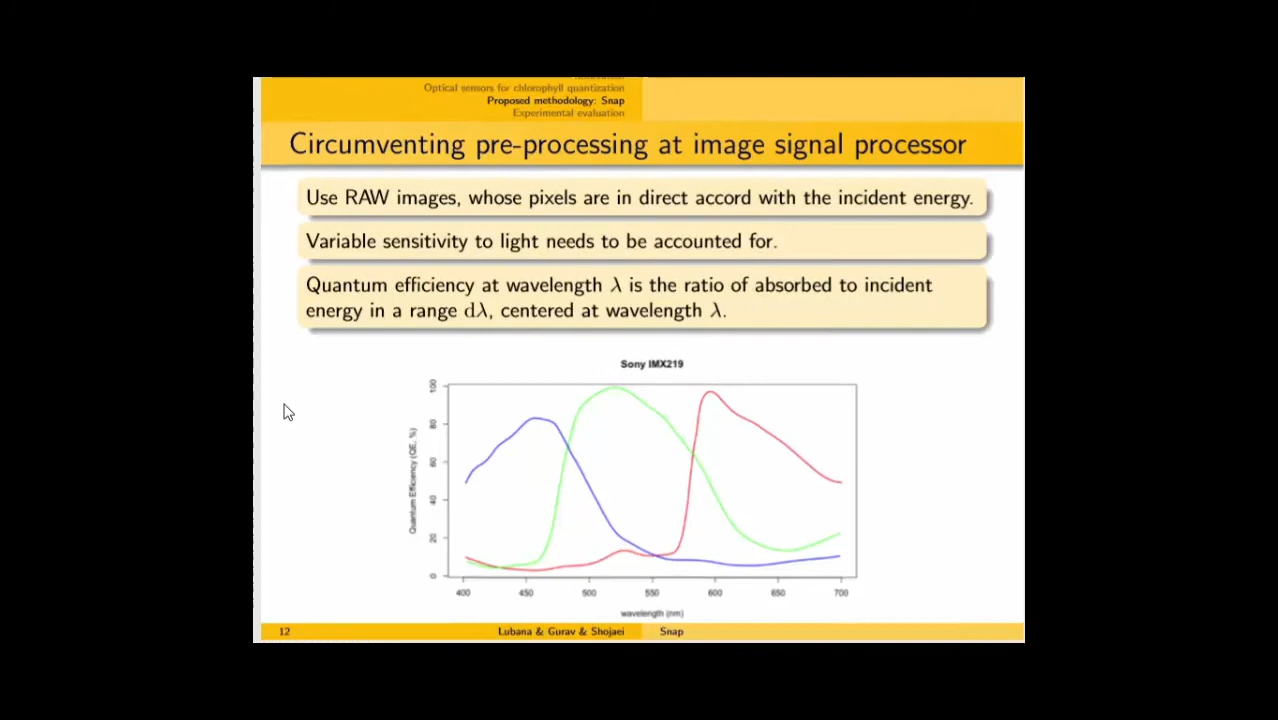 Optical sensors for chlorophyll quantization
Proposed methodology: Snap
Experimental evaluation
Circumventing pre-processing at image signal processor
Use RAW images, whose pixels are in direct accord with the incident energy.
Variable sensitivity to light needs to be accounted for.
Quantum efficiency at wavelength λ is the ratio of absorbed to incident
energy in a range dλ, centered at wavelength λ.
Sony IMX219
Quantum Efficiency (QE, %)
100
80
60
40
20
0
400 450 500 550 600 650 700
wavelength (nm)
12 Lubana & Gurav & Shojaei Snap